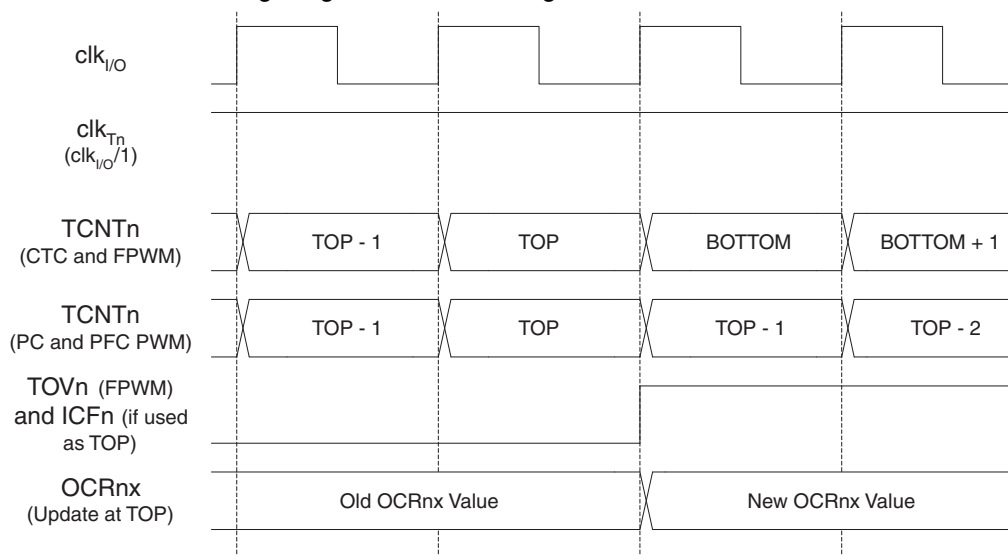 clkI/O
clkTn
(clkI/O/1)
TCNTn
(CTC and FPWM)
TOP - 1 TOP BOTTOM BOTTOM + 1
TCNTn
(PC and PFC PWM)
TOP - 1 TOP TOP - 1 TOP - 2
TOVn (FPWM)
and ICFn (if used
as TOP)
OCRnx
(Update at TOP)
Old OCRnx Value New OCRnx Value